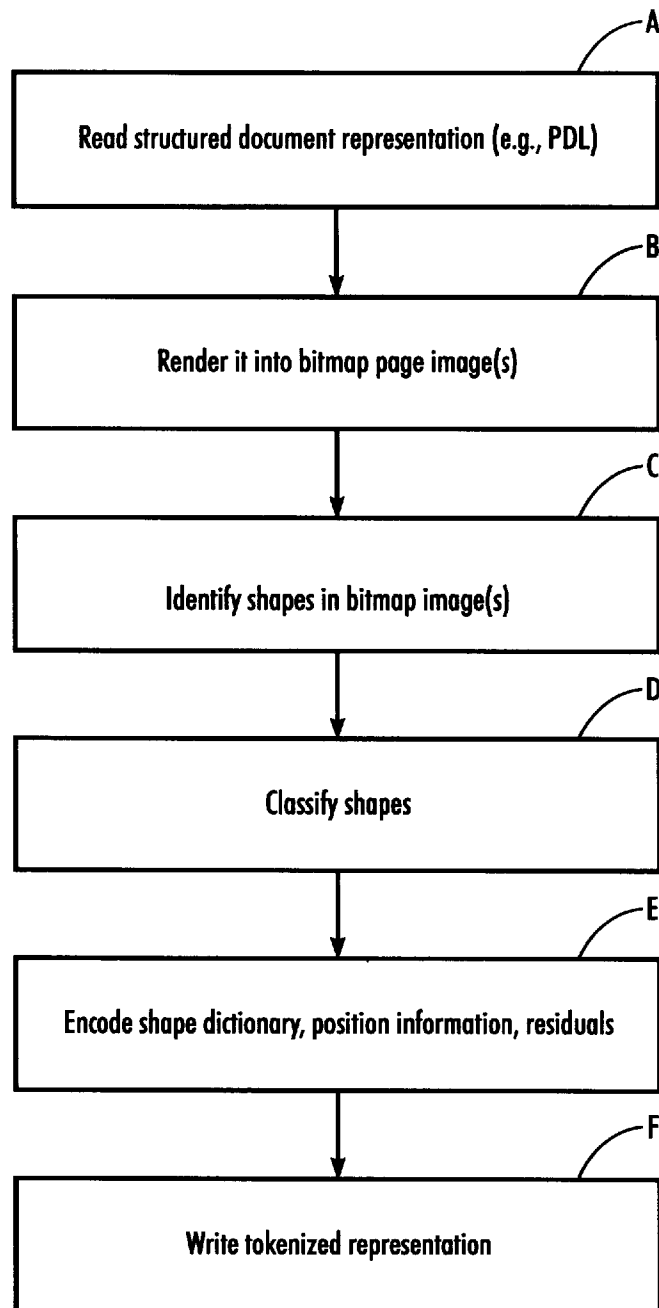 A
Read structured document representation (e.g., PDL)
B
Render it into bitmap page image(s)
C
Identify shapes in bitmap image(s)
D
Classify shapes
E
Encode shape dictionary, position information, residuals
F
Write tokenized representation